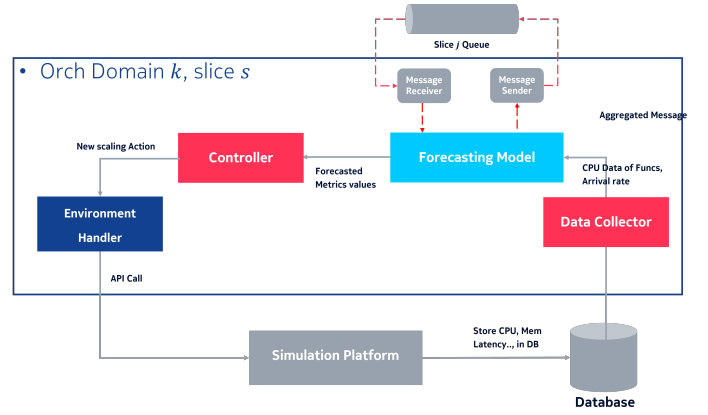 Slice j Queue
• Orch Domain k, slice s
Message
Receiver
Message
Sender
Aggregated Message
New scaling Action
Controller
Forecasting Model
Forecasted
Metrics values
CPU Data of Funcs,
Arrival rate
Environment
Handler
Data Collector
API Call
Simulation Platform
Store CPU, Mem
Latency.., in DB
Database